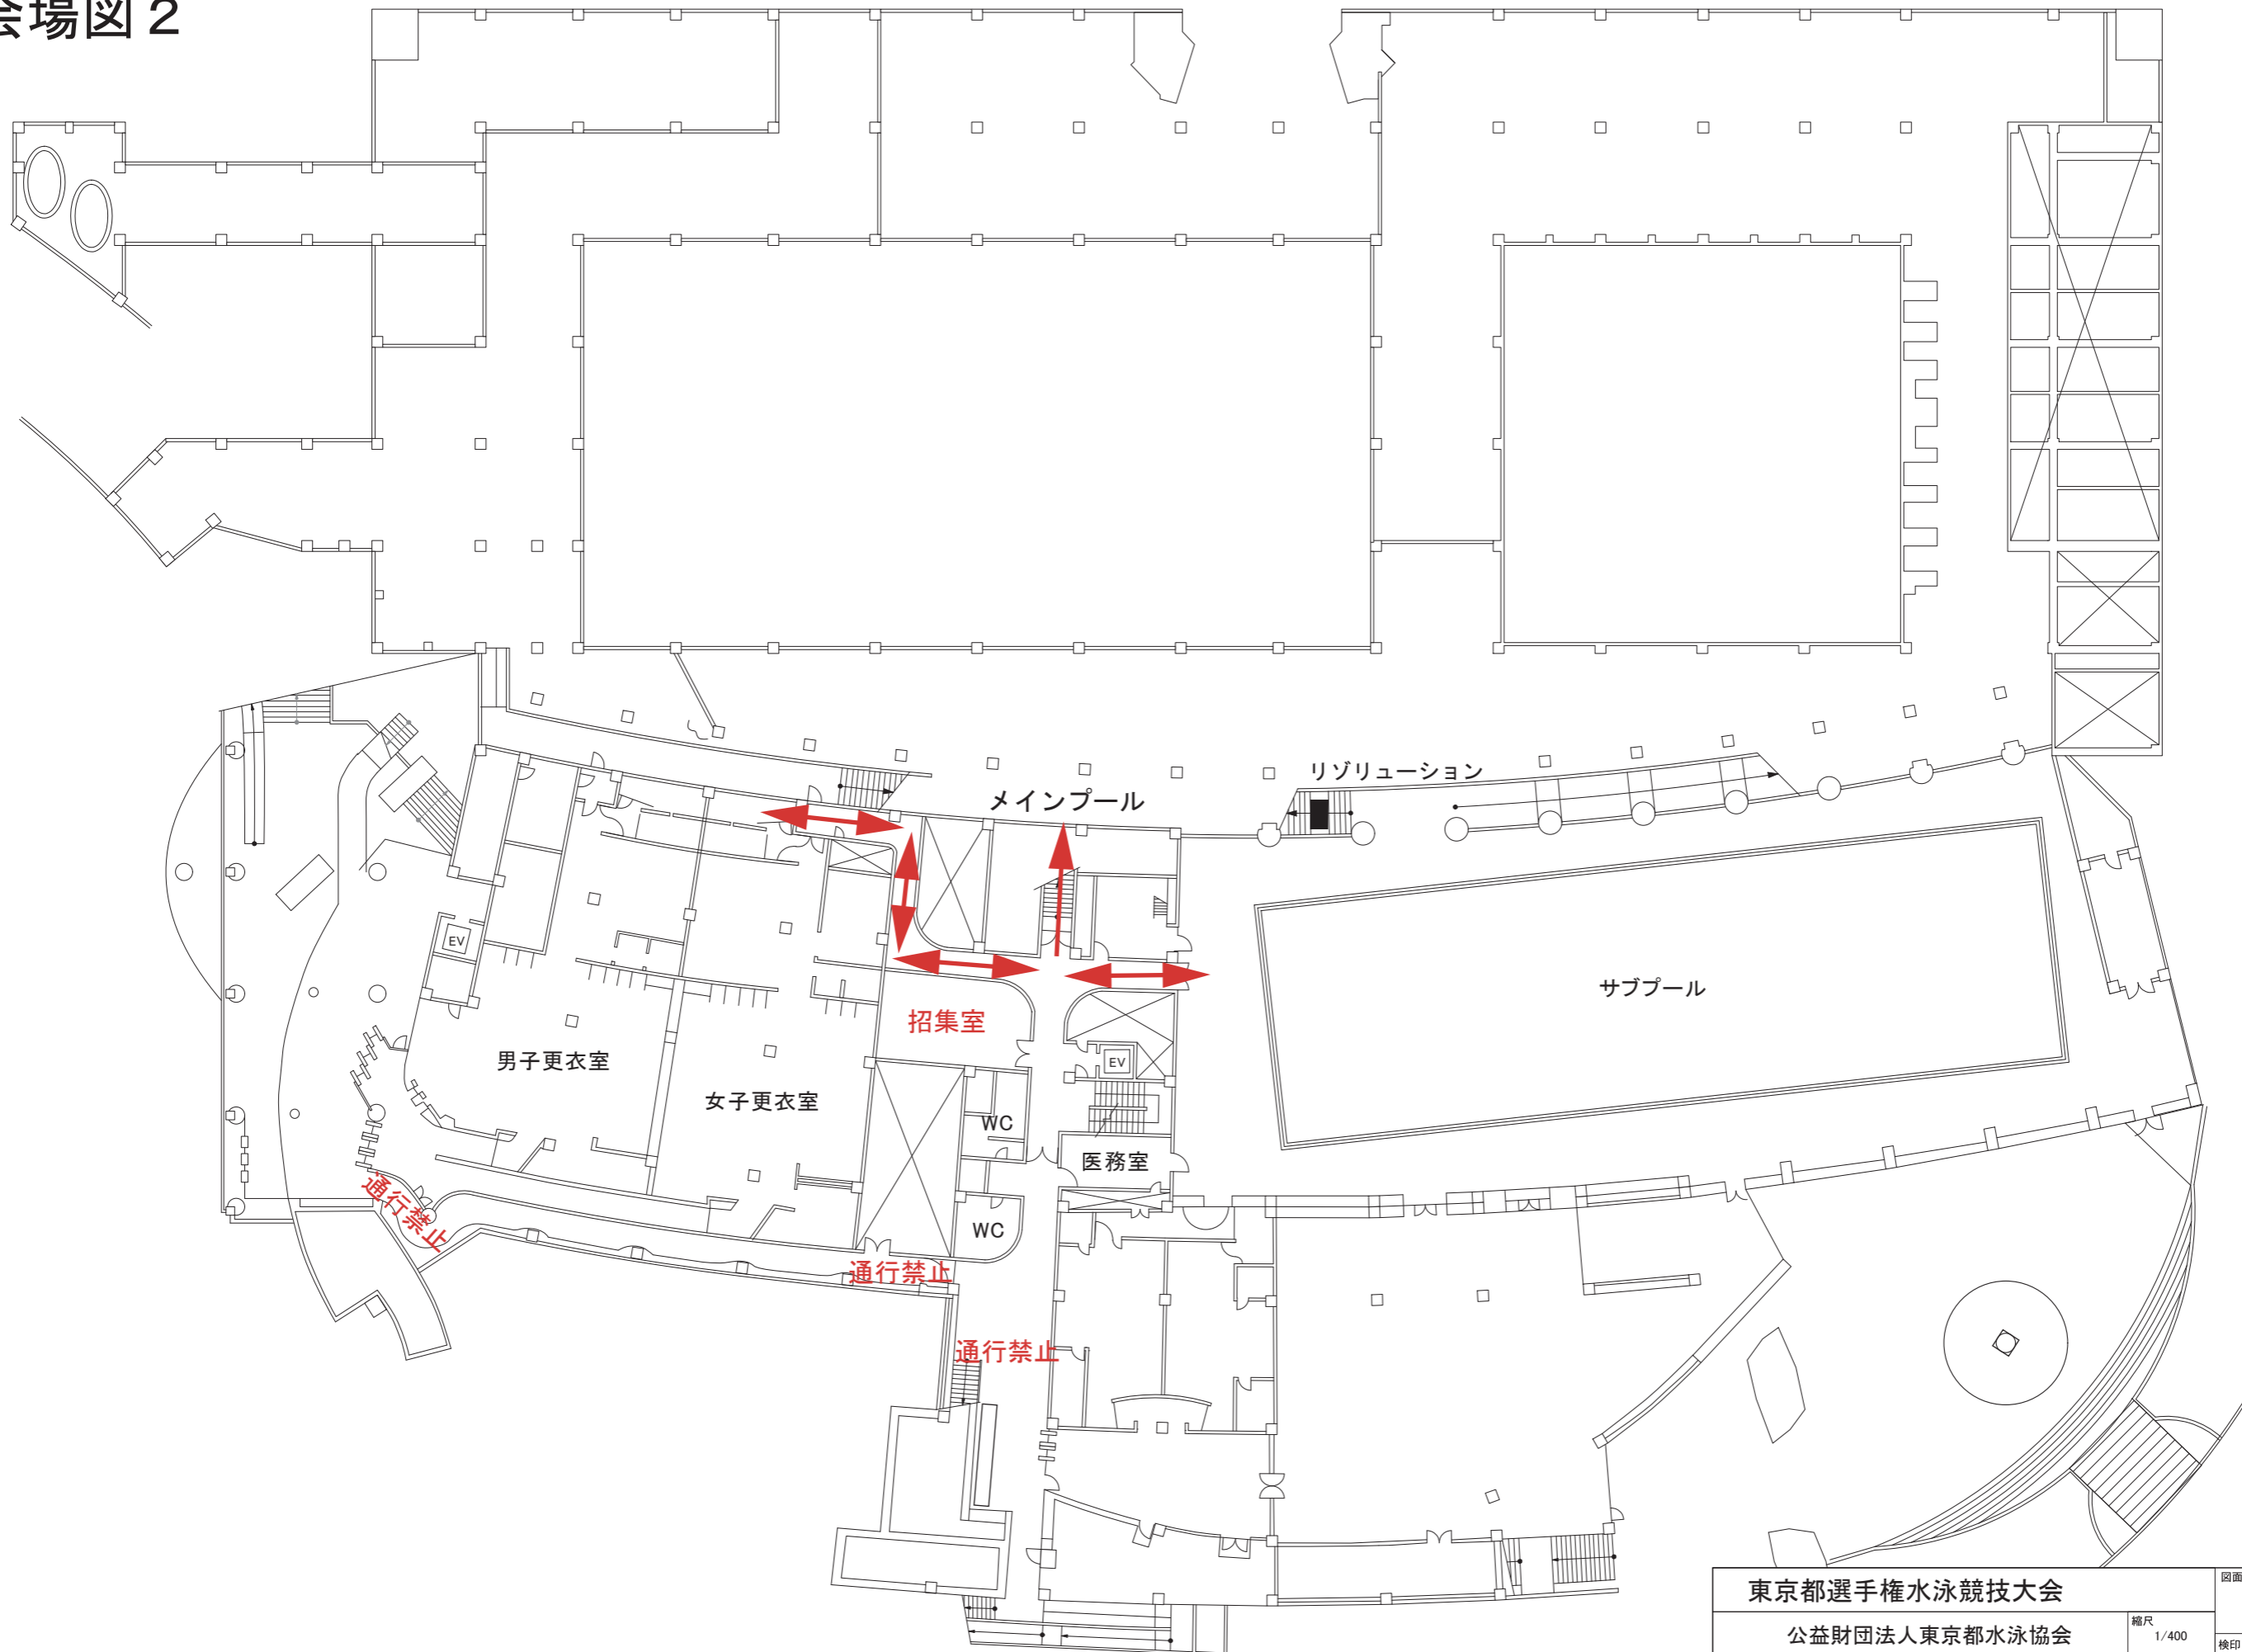 会場図２
リゾリューション
メインプール
EV
サブプール
招集室
男子更衣室
EV
女子更衣室
WC
医務室
通行禁止
WC
通行禁止
通行禁止
東京都選手権水泳競技大会
図面
公益財団法人東京都水泳協会
縮尺
1/400
検印